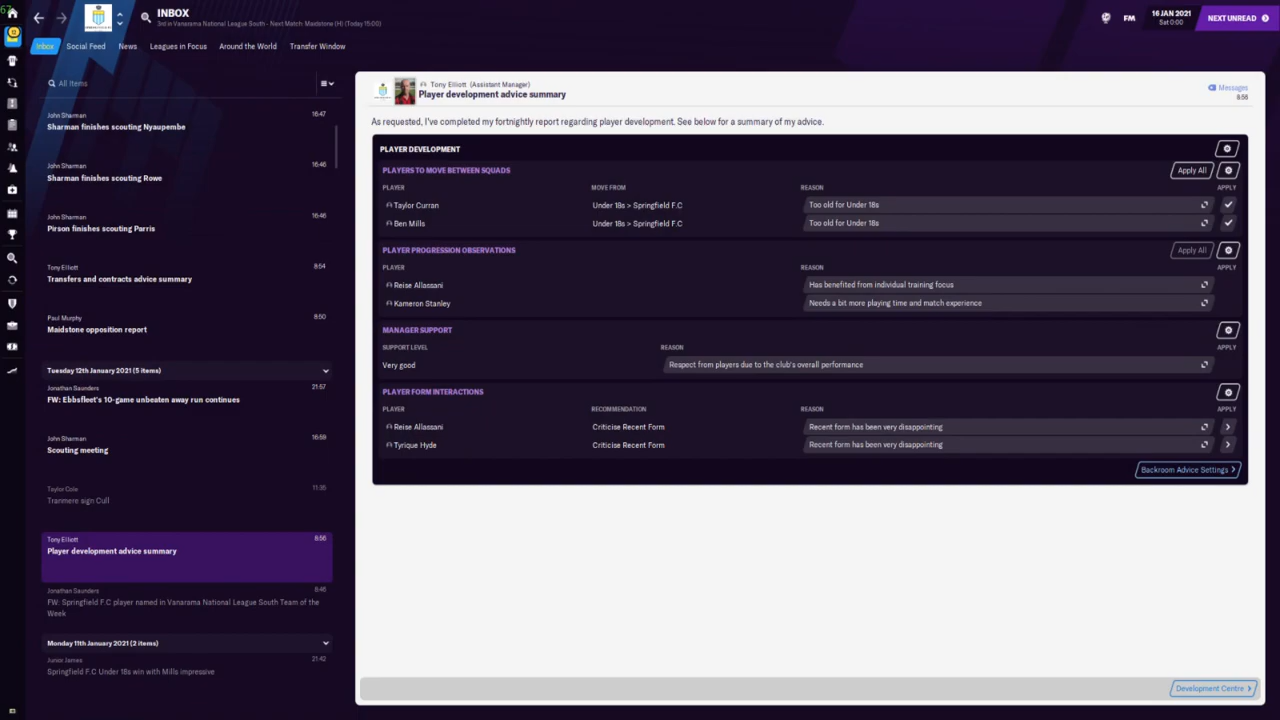 INBOX
3rd in Vanarama National League South - Next Match: Maidstone (H) (Today 15:00)
FM
16 JAN 2021
Sat 0:00
NEXT UNREAD
Inbox
Social Feed
News
Leagues in Focus
Around the World
Transfer Window
All Items
John Sharman
16:47
Sharman finishes scouting Nyaupembe
John Sharman
16:46
Sharman finishes scouting Rowe
John Sharman
16:46
Pirson finishes scouting Parris
Tony Elliott
8:54
Transfers and contracts advice summary
Paul Murphy
8:50
Maidstone opposition report
Tuesday 12th January 2021 (5 items)
Jonathan Saunders
21:57
FW: Ebbsfleet's 10-game unbeaten away run continues
John Sharman
16:59
Scouting meeting
Taylor Cole
11:35
Tranmere sign Cull
Tony Elliott
8:56
Player development advice summary
Jonathan Saunders
8:46
FW: Springfield F.C player named in Vanarama National League South Team of the
Week
Monday 11th January 2021 (2 items)
Junior James
21:42
Springfield F.C Under 18s win with Mills impressive
Tony Elliott (Assistant Manager)
Player development advice summary
Messages
8:56
As requested, I've completed my fortnightly report regarding player development. See below for a summary of my advice.
PLAYER DEVELOPMENT
PLAYERS TO MOVE BETWEEN SQUADS
Apply All
PLAYER MOVE FROM REASON APPLY
Taylor Curran Under 18s > Springfield F.C Too old for Under 18s
Ben Mills Under 18s > Springfield F.C Too old for Under 18s
PLAYER PROGRESSION OBSERVATIONS
Apply All
PLAYER REASON APPLY
Reise Allassani Has benefited from individual training focus
Kameron Stanley Needs a bit more playing time and match experience
MANAGER SUPPORT
SUPPORT LEVEL REASON APPLY
Very good Respect from players due to the club's overall performance
PLAYER FORM INTERACTIONS
PLAYER RECOMMENDATION REASON APPLY
Reise Allassani Criticise Recent Form Recent form has been very disappointing
Tyrique Hyde Criticise Recent Form Recent form has been very disappointing
Backroom Advice Settings
Development Centre